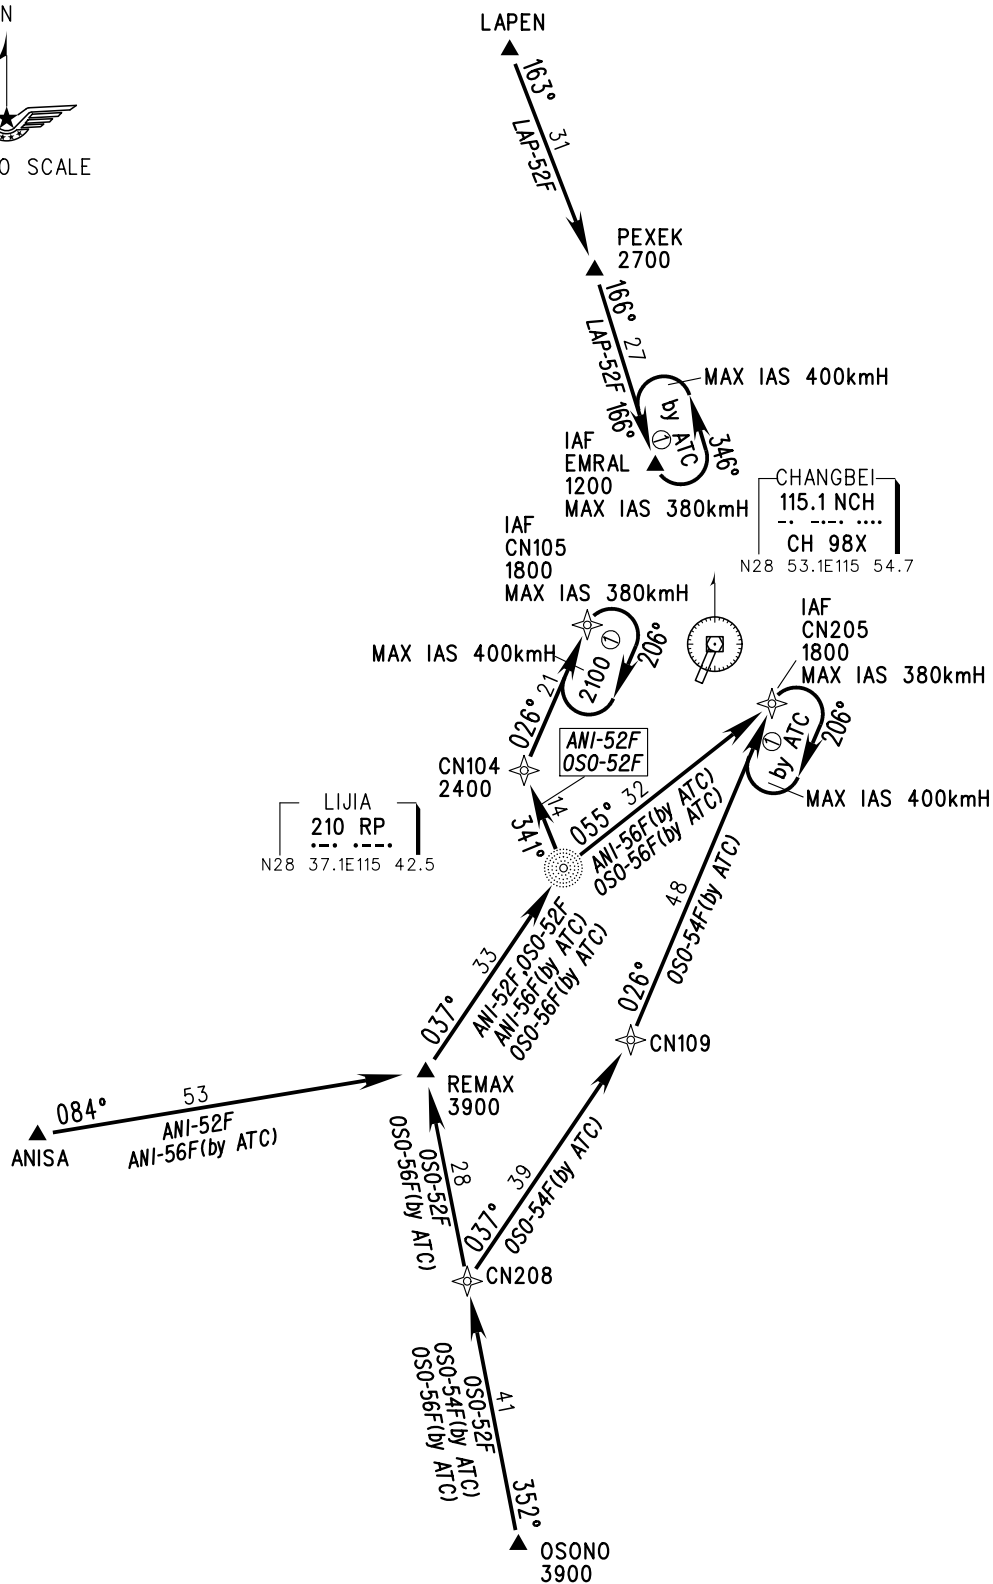 N
O SCALE
LAPEN
163°
31
LAP-52F
PEXEK
2700
166°
27
LAP-52F
166°
MAX IAS 400kmH
by ATC
1
346°
IAF
EMRAL
1200
MAX IAS 380kmH
CHANGBEI
115.1 NCH
CH 98X
N28 53.1E115 54.7
IAF
CN105
1800
MAX IAS 380kmH
MAX IAS 400kmH
2100
1
206°
026°
21
IAF
CN205
1800
MAX IAS 380kmH
by ATC
1
206°
MAX IAS 400kmH
ANI-52F
OSO-52F
CN104
2400
14
341°
LIJIA
210 RP
N28 37.1E115 42.5
055°
32
ANI-56F(by ATC)
OSO-56F(by ATC)
48
OSO-54F(by ATC)
026°
CN109
33
037°
ANI-52F,OSO-52F
ANI-56F(by ATC)
OSO-56F(by ATC)
REMAX
3900
084°
53
ANI-52F
ANI-56F(by ATC)
ANISA
28
OSO-52F
OSO-56F(by ATC)
037°
39
OSO-54F(by ATC)
CN208
41
OSO-52F
OSO-54F(by ATC)
OSO-56F(by ATC)
352°
OSONO
3900